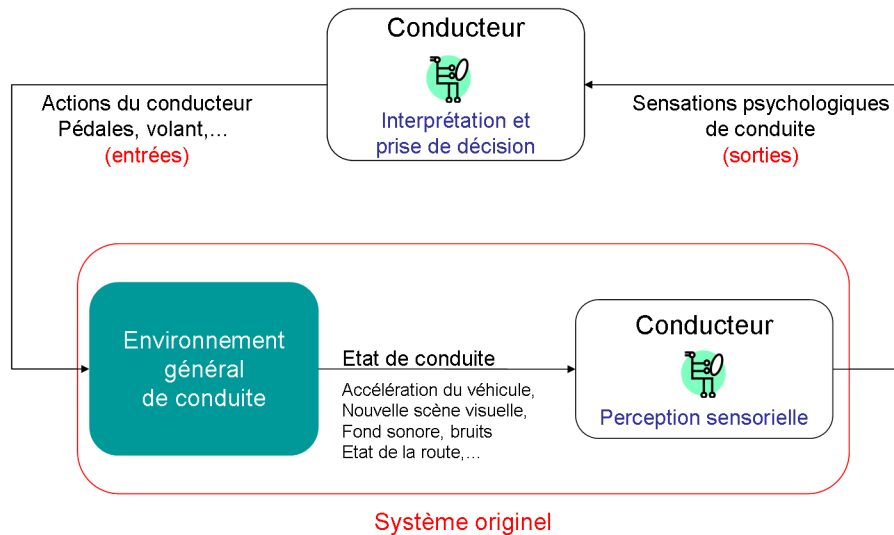 Conducteur
Interprétation et
prise de décision
Actions du conducteur
Pédales, volant,…
(entrées)
Sensations psychologiques
de conduite
(sorties)
Environnement
général
de conduite
Etat de conduite
Accélération du véhicule,
Nouvelle scène visuelle,
Fond sonore, bruits
Etat de la route,…
Conducteur
Perception sensorielle
Système originel